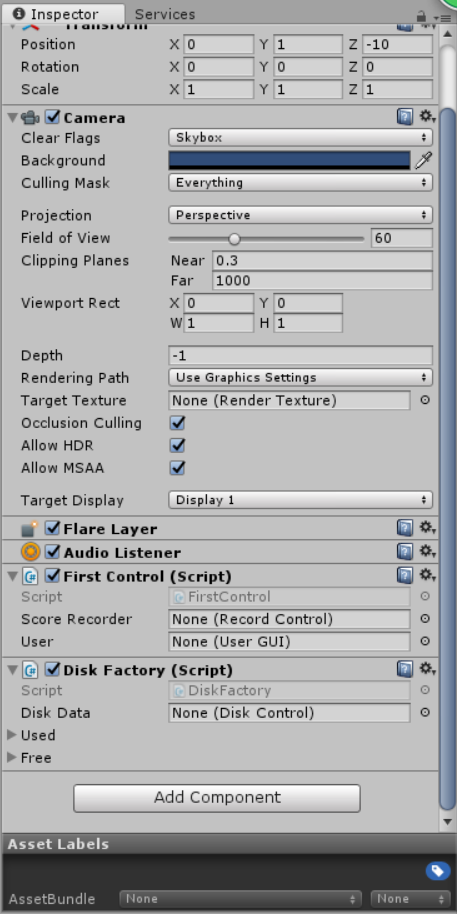 Inspector Services
Transform
Position X 0 Y 1 Z -10
Rotation X 0 Y 0 Z 0
Scale X 1 Y 1 Z 1
Camera
Clear Flags Skybox
Background
Culling Mask Everything
Projection Perspective
Field of View 60
Clipping Planes Near 0.3
Far 1000
Viewport Rect X 0 Y 0
W 1 H 1
Depth -1
Rendering Path Use Graphics Settings
Target Texture None (Render Texture)
Occlusion Culling
Allow HDR
Allow MSAA
Target Display Display 1
Flare Layer
Audio Listener
First Control (Script)
Script FirstControl
Score Recorder None (Record Control)
User None (User GUI)
Disk Factory (Script)
Script DiskFactory
Disk Data None (Disk Control)
Used
Free
Add Component
Asset Labels
AssetBundle None None